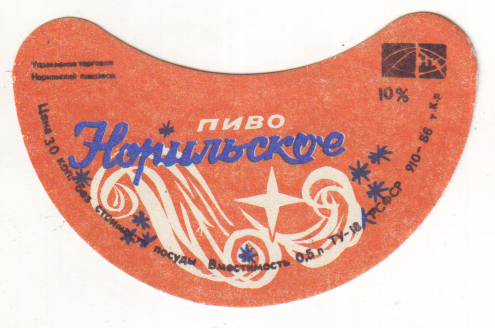 Управление торговли
Норильский пищевой
10%
ПИВО
Норильское
Цена 30 коп. без стоимости посуды Вместимость 0,5 л. ТУ-18 РСФСР 910-86 т К.п